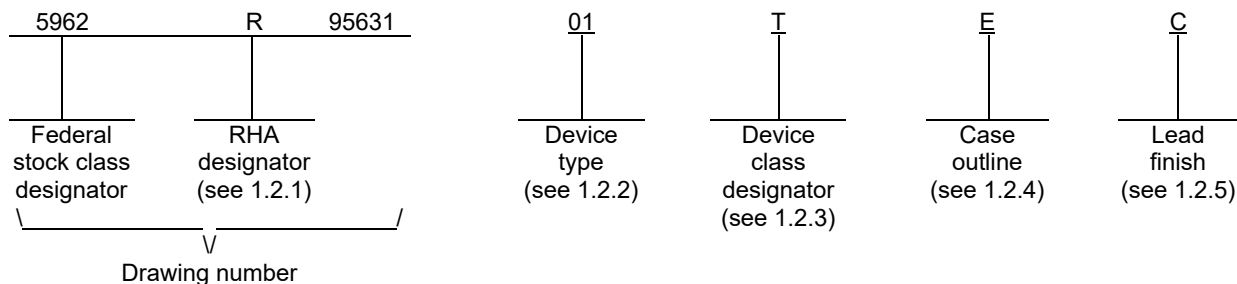 5962 R 95631 01 T E C
Federal stock class designator
RHA designator (see 1.2.1)
Device type (see 1.2.2)
Device class designator (see 1.2.3)
Case outline (see 1.2.4)
Lead finish (see 1.2.5)
Drawing number